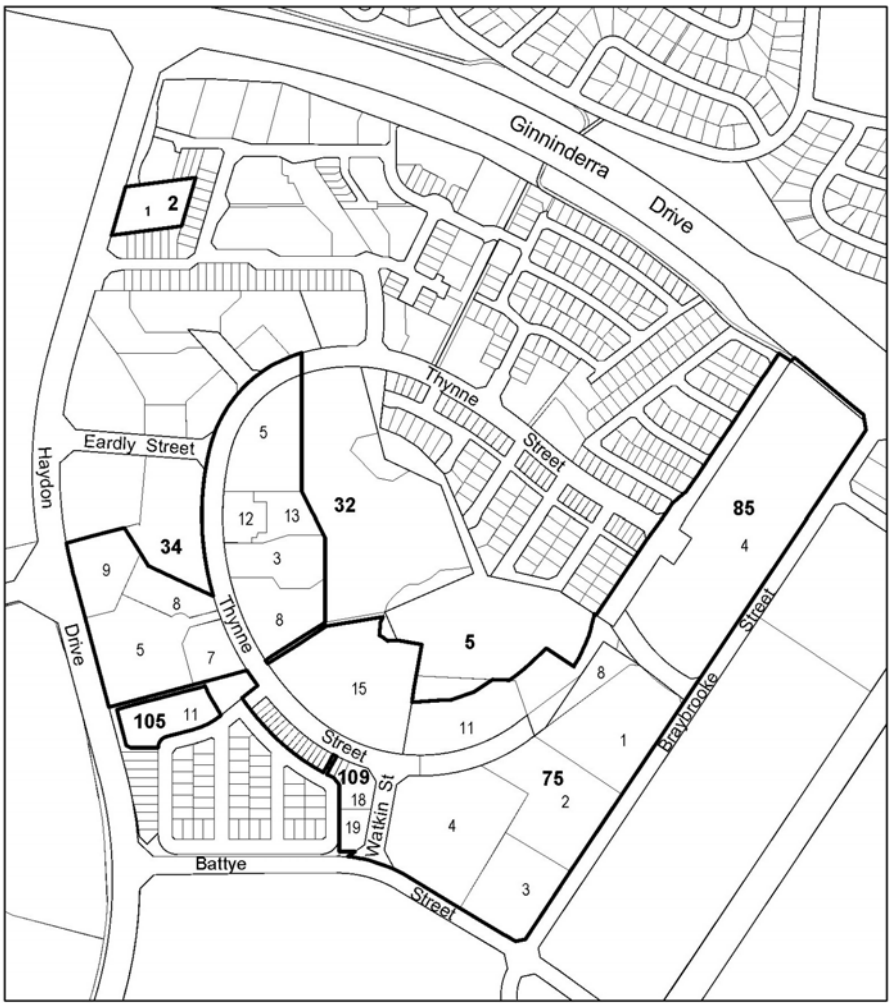 Ginninderra
Drive
1
2
Thynne
Street
Eardly Street
Haydon
Drive
5
12
13
3
8
32
34
9
8
5
7
Thynne
85
4
Street
Braybrooke
5
15
11
8
1
75
2
4
3
105
11
Street
109
18
19
Watkin St
Battye
Street